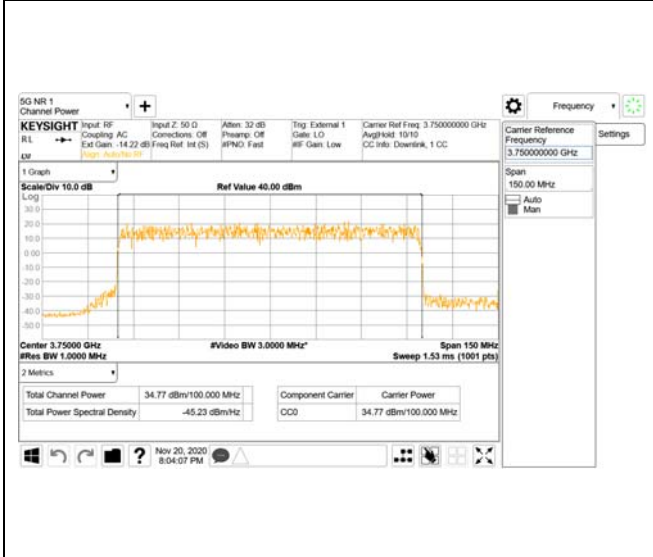 5G NR 1
Channel Power
Frequency
KEYSIGHT
RL
Input: RF
Coupling: AC
Ext Gain: -14.22 dB
Align: Auto/No RF
Input Z: 50 Ω
Corrections: Off
Freq Ref: Int (S)
Atten: 32 dB
Preamp: Off
#PNO: Fast
Trig: External 1
Gate: LO
#IF Gain: Low
Carrier Ref Freq: 3.750000000 GHz
Avg|Hold: 10/10
CC Info: Downlink, 1 CC
Carrier Reference
Frequency
3.750000000 GHz
Settings
Span
150.00 MHz
Auto
Man
1 Graph
Scale/Div 10.0 dB
Ref Value 40.00 dBm
Log
30.0
20.0
10.0
0.00
-10.0
-20.0
-30.0
-40.0
-50.0
Center 3.75000 GHz
#Video BW 3.0000 MHz*
Span 150 MHz
#Res BW 1.0000 MHz
Sweep 1.53 ms (1001 pts)
2 Metrics
Total Channel Power 34.77 dBm/100.000 MHz
Total Power Spectral Density -45.23 dBm/Hz
Component Carrier Carrier Power
CC0 34.77 dBm/100.000 MHz
?
Nov 20, 2020
8:04:07 PM